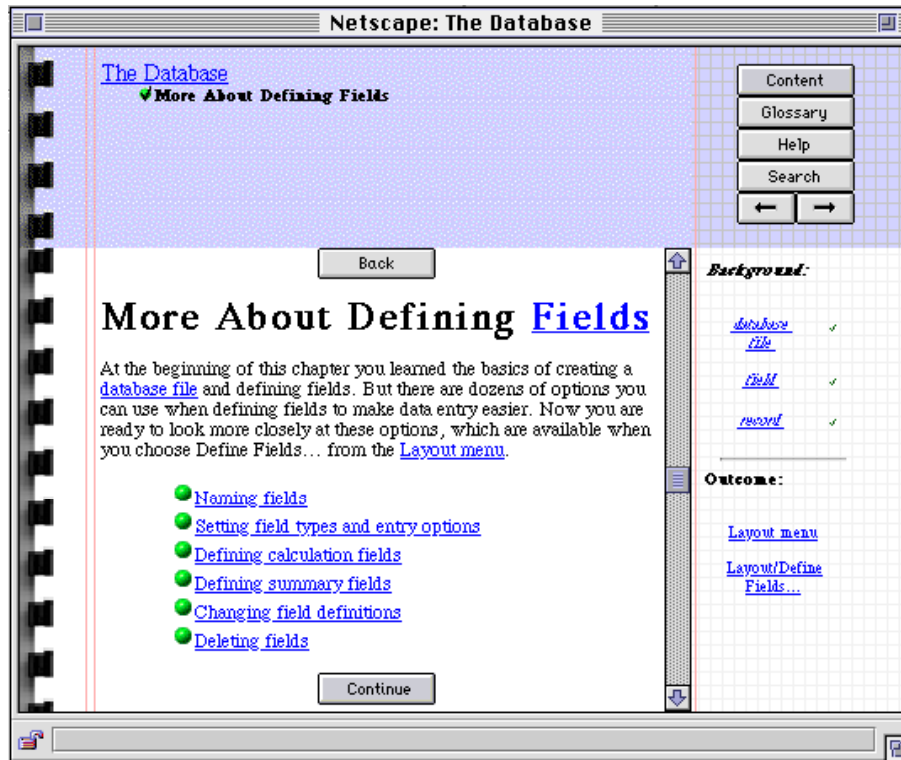 Netscape: The Database
The Database
More About Defining Fields
Content
Glossary
Help
Search
Back
More About Defining Fields
At the beginning of this chapter you learned the basics of creating a
database file and defining fields. But there are dozens of options you
can use when defining fields to make data entry easier. Now you are
ready to look more closely at these options, which are available when
you choose Define Fields... from the Layout menu.
Naming fields
Setting field types and entry options
Defining calculation fields
Defining summary fields
Changing field definitions
Deleting fields
Continue
Background:
database
file
field
record
Outcome:
Layout menu
Layout/Define
Fields...